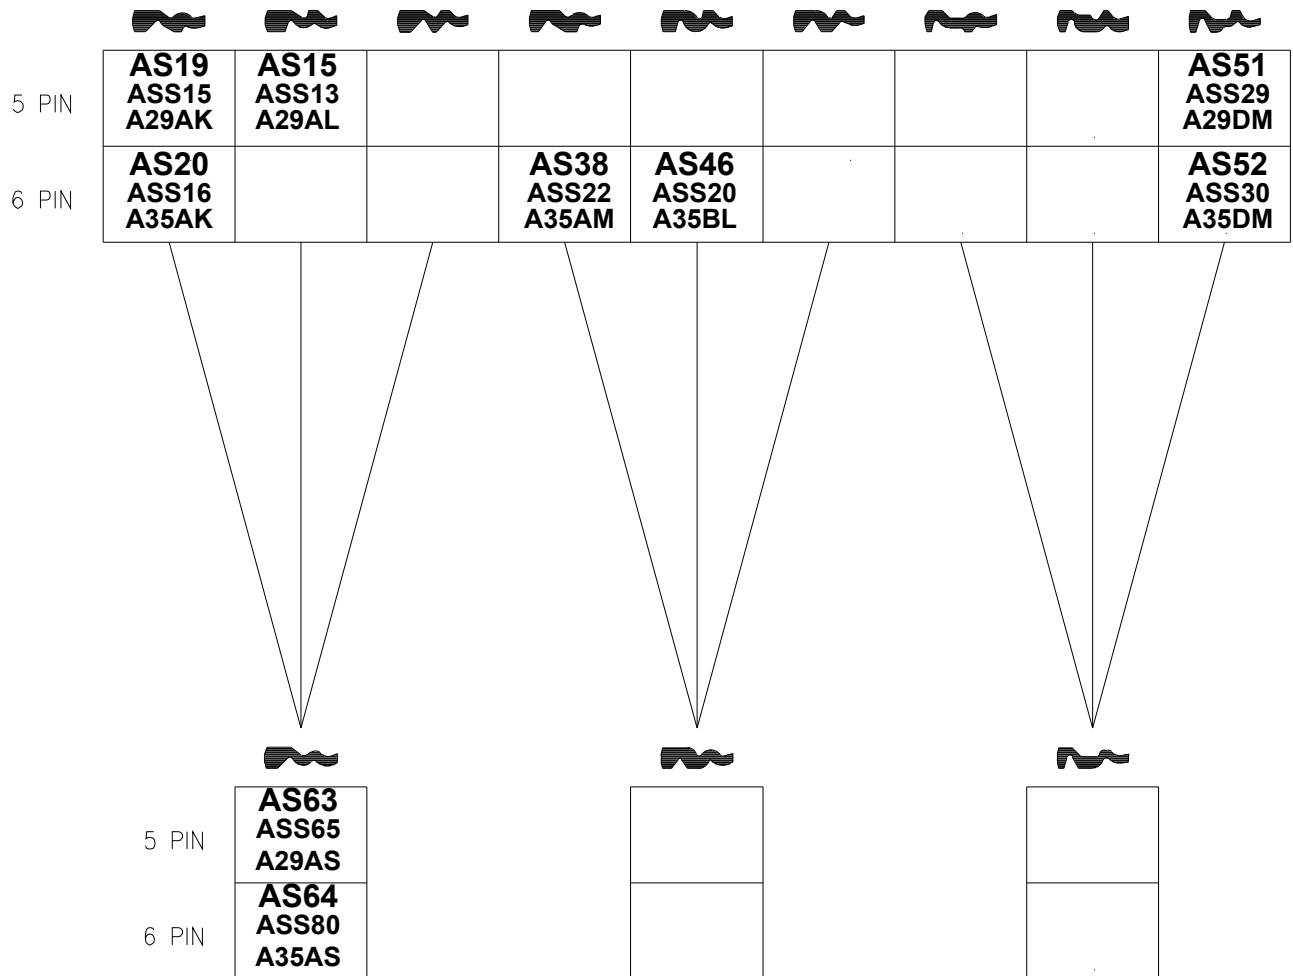 5 PIN
AS19
ASS15
A29AK
AS15
ASS13
A29AL
AS51
ASS29
A29DM
6 PIN
AS20
ASS16
A35AK
AS38
ASS22
A35AM
AS46
ASS20
A35BL
AS52
ASS30
A35DM
5 PIN
AS63
ASS65
A29AS
6 PIN
AS64
ASS80
A35AS